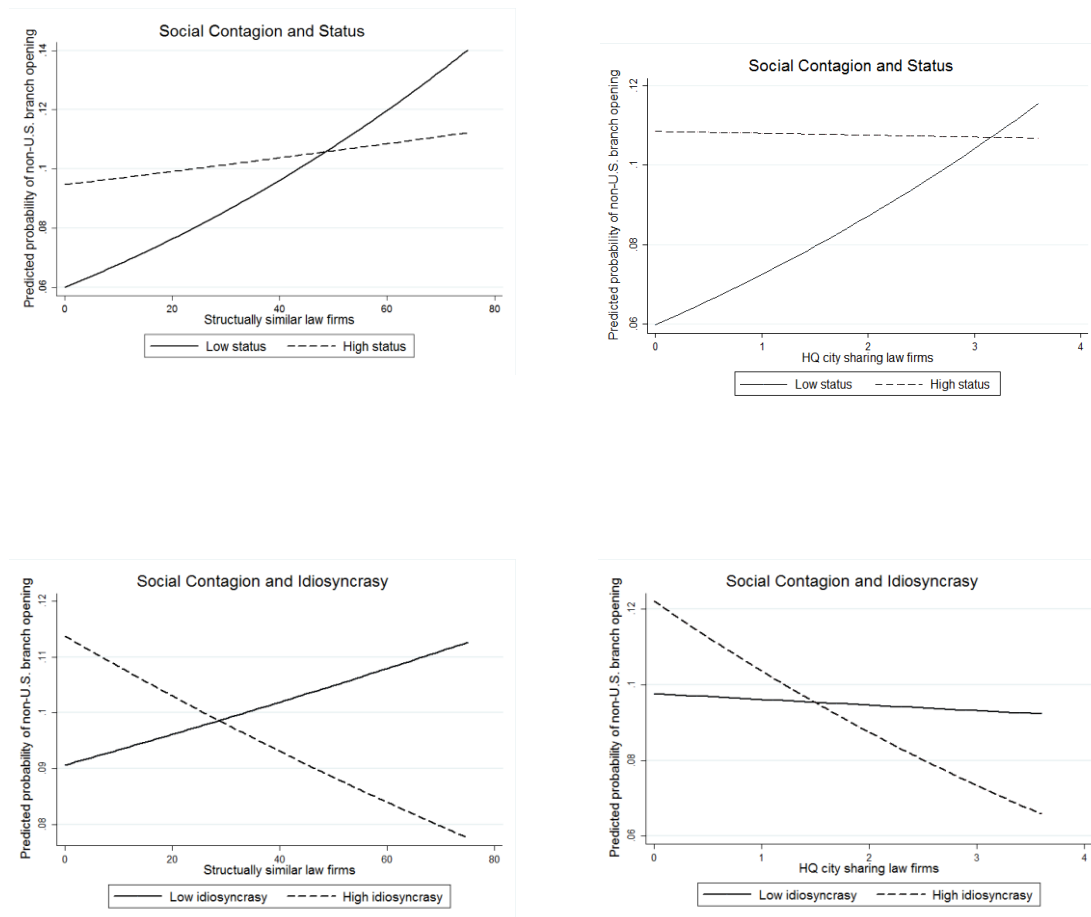 Social Contagion and Status
Predicted probability of non-U.S. branch opening
.14
.12
.1
.08
.06
0 20 40 60 80
Structually similar law firms
Low status High status
Social Contagion and Status
Predicted probability of non-U.S. branch opening
.12
.1
.08
.06
0 1 2 3 4
HQ city sharing law firms
Low status High status
Social Contagion and Idiosyncrasy
Predicted probability of non-U.S. branch opening
.12
.11
.1
.09
.08
0 20 40 60 80
Structually similar law firms
Low idiosyncrasy High idiosyncrasy
Social Contagion and Idiosyncrasy
Predicted probability of non-U.S. branch opening
.12
.1
.08
.06
0 1 2 3 4
HQ city sharing law firms
Low idiosyncrasy High idiosyncrasy